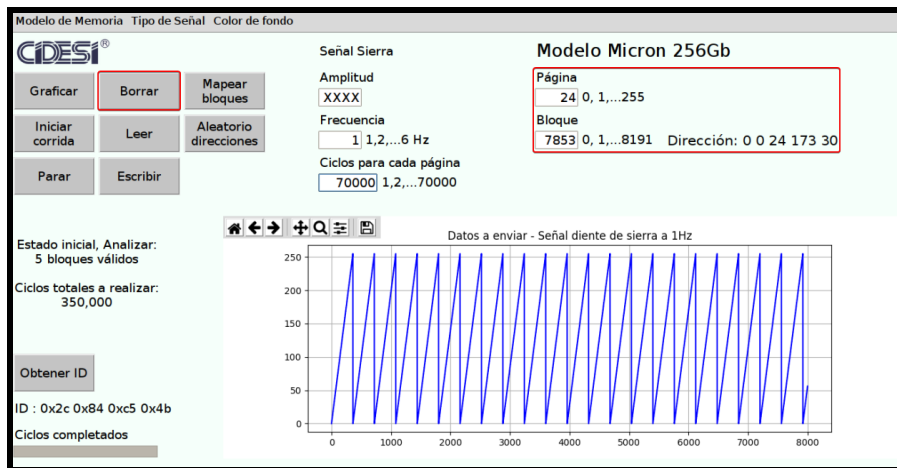 Modelo de Memoria Tipo de Señal Color de fondo
CIDESI®
Señal Sierra
Modelo Micron 256Gb
Graficar
Borrar
Mapear
bloques
Amplitud
XXXX
Página
24 0, 1,...255
Iniciar
corrida
Leer
Aleatorio
direcciones
Frecuencia
1 1,2,...6 Hz
Bloque
7853 0, 1,...8191 Dirección: 0 0 24 173 30
Parar
Escribir
Ciclos para cada página
70000 1,2,...70000
Estado inicial, Analizar:
5 bloques válidos
Ciclos totales a realizar:
350,000
Obtener ID
ID : 0x2c 0x84 0xc5 0x4b
Ciclos completados
Datos a enviar - Señal diente de sierra a 1Hz
250
200
150
100
50
0
0 1000 2000 3000 4000 5000 6000 7000 8000